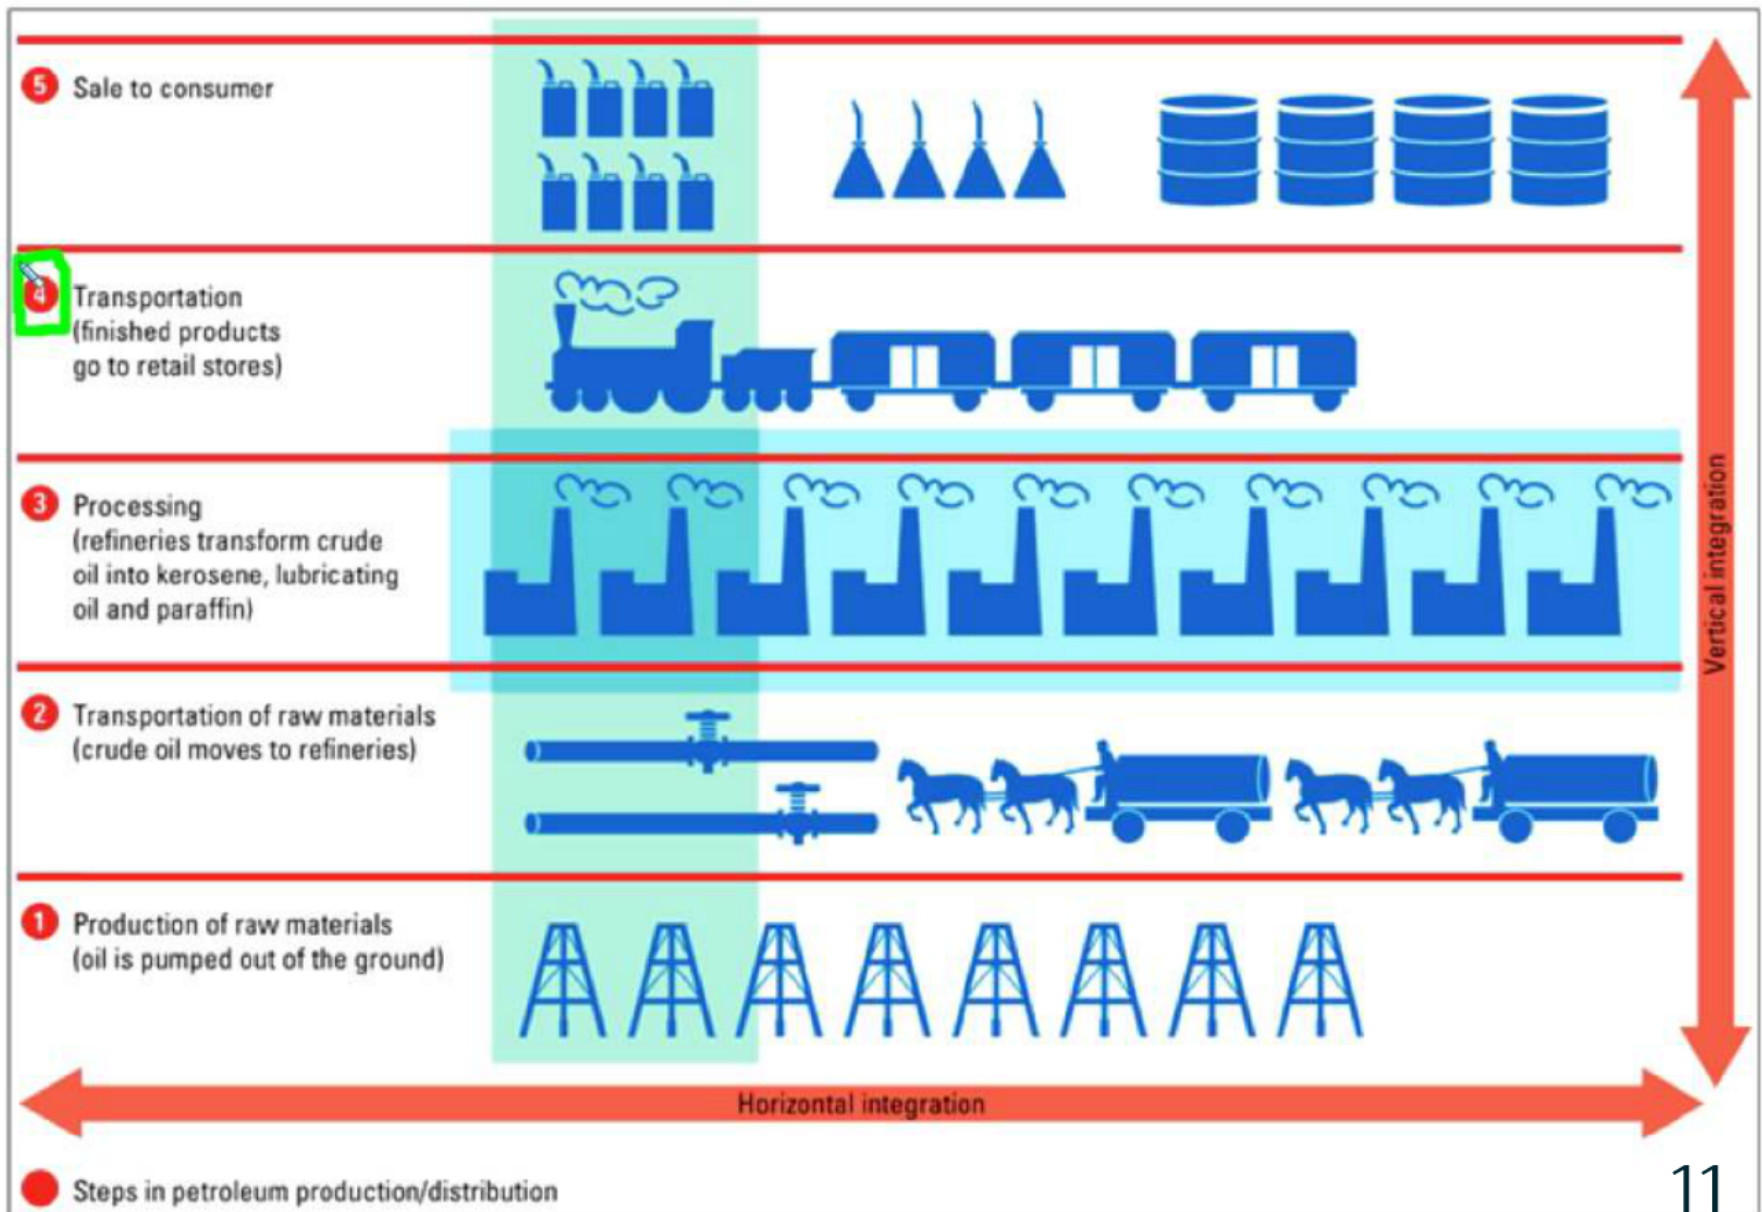 5 Sale to consumer
4 Transportation
(finished products
go to retail stores)
3 Processing
(refineries transform crude
oil into kerosene, lubricating
oil and paraffin)
2 Transportation of raw materials
(crude oil moves to refineries)
1 Production of raw materials
(oil is pumped out of the ground)
Vertical integration
Horizontal integration
Steps in petroleum production/distribution
11